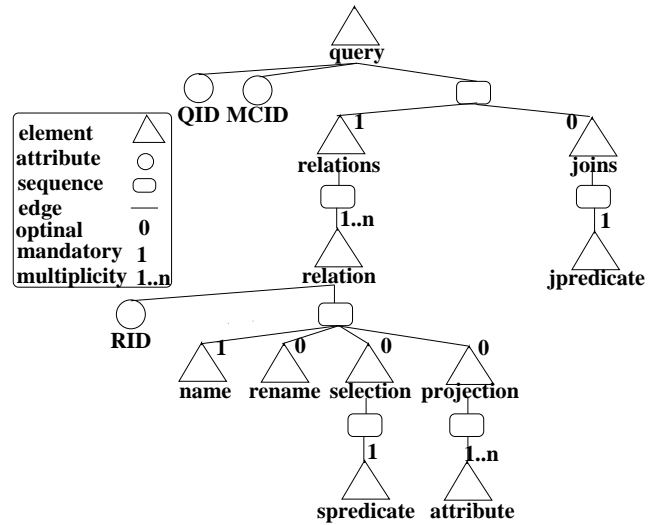 query
QID MCID
element
attribute
sequence
edge
optinal 0
mandatory 1
multiplicity 1..n
1 0
relations joins
1..n 1
relation jpredicate
RID
1 0 0 0
name rename selection projection
1 1..n
spredicate attribute